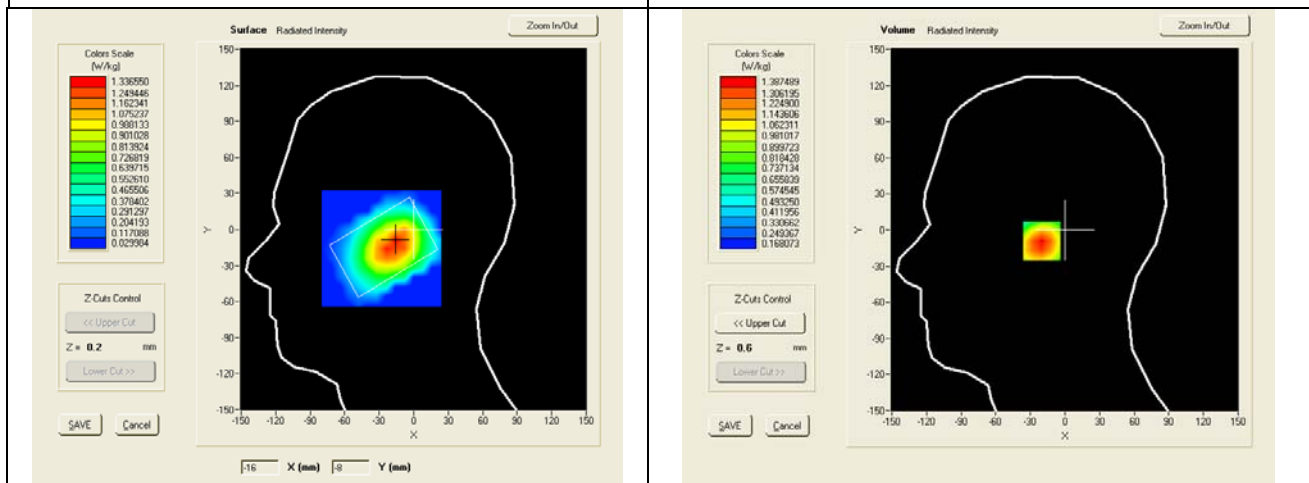 Surface Radiated Intensity
Zoom In/Out
Colors Scale
(W/kg)
1.336550
1.249446
1.162341
1.075237
0.988133
0.901028
0.813924
0.726819
0.639715
0.552610
0.465506
0.378402
0.291297
0.204193
0.117088
0.029984
Z-Cuts Control
<< Upper Cut
Z = 0.2 mm
Lower Cut >>
SAVE Cancel
150
120
90
60
30
0
-30
-60
-90
-120
-150
Y
-150 -120 -90 -60 -30 0 30 60 90 120 150
X
-16 X (mm) -8 Y (mm)
Volume Radiated Intensity
Zoom In/Out
Colors Scale
(W/kg)
1.387489
1.306195
1.224900
1.143606
1.062311
0.981017
0.899723
0.818428
0.737134
0.655839
0.574545
0.493250
0.411956
0.330662
0.249367
0.168073
Z-Cuts Control
<< Upper Cut
Z = 0.6 mm
Lower Cut >>
SAVE Cancel
150
120
90
60
30
0
-30
-60
-90
-120
-150
Y
-150 -120 -90 -60 -30 0 30 60 90 120 150
X